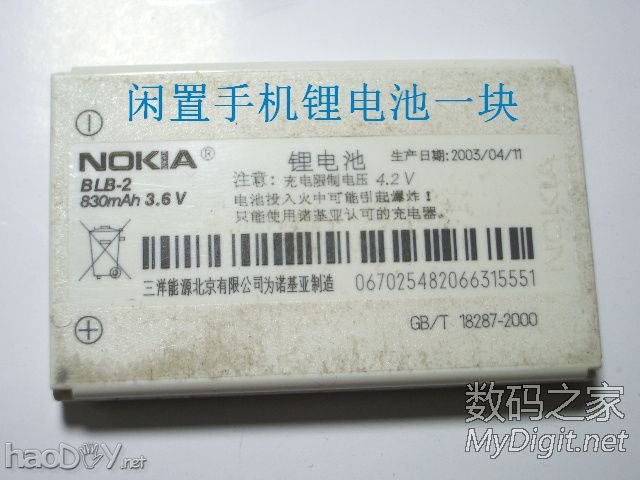 闲置手机锂电池一块
NOKIA®
BLB-2
830mAh 3.6 V
锂电池 生产日期:2003/04/11
注意: 充电限制电压 4.2 V
电池投入火中可能引起爆炸!
只能使用诺基亚认可的充电器。
三洋能源北京有限公司为诺基亚制造
067025482066315551
GB/T 18287-2000
数码之家
MyDigit.net
haoDIY.net